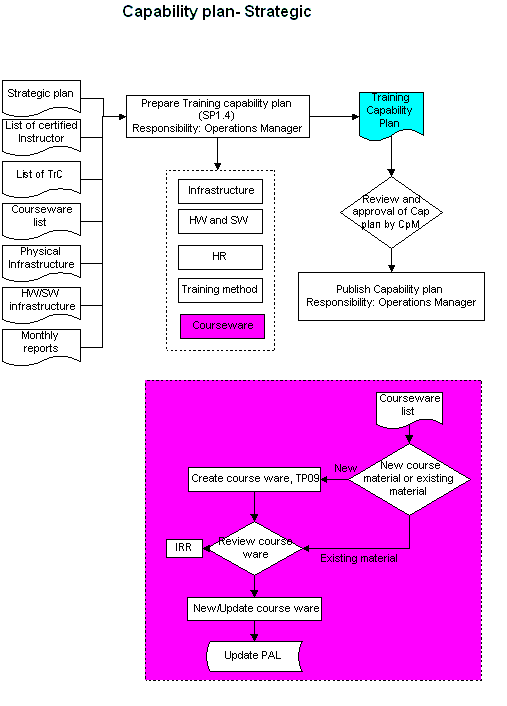 Capability plan- Strategic
Strategic plan
List of certified
Instructor
List of TrC
Courseware
list
Physical
Infrastructure
HW/SW
infrastructure
Monthly
reports
Prepare Training capability plan
(SP1.4)
Responsibility: Operations Manager
Infrastructure
HW and SW
HR
Training method
Courseware
Training
Capability
Plan
Review and
approval of Cap
plan by CpM
Publish Capability plan
Responsibility: Operations Manager
Courseware
list
New course
material or existing
material
New
Create course ware, TP09
Review course
ware
IRR
Existing material
New/Update course ware
Update PAL